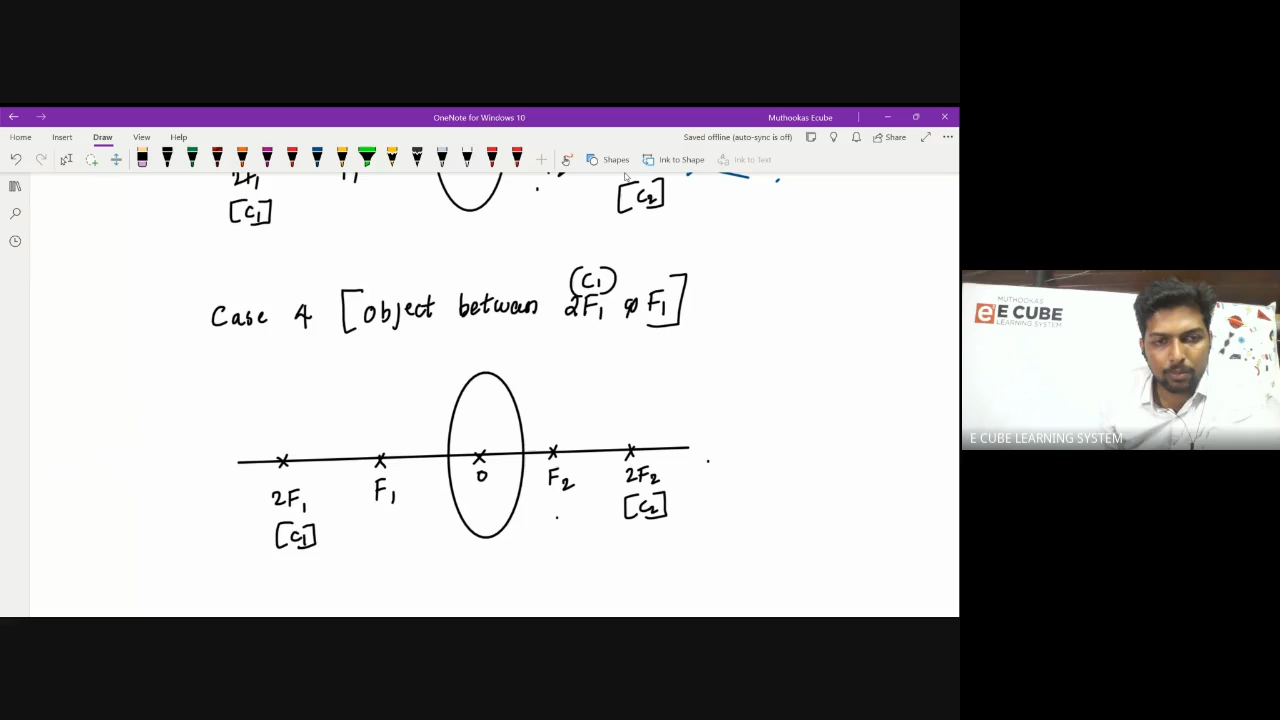 OneNote for Windows 10
Muthookas Ecube
Home Insert Draw View Help
Saved offline (auto-sync is off)
Share
Shapes
Ink to Shape
Ink to Text
2F1
[C1]
[C2]
(C1)
Case 4 [object between 2F1 & F1]
2F1
F1
O
F2
2F2
[C1]
[C2]
MUTHOOKAS
e E CUBE
LEARNING SYSTEM
E CUBE LEARNING SYSTEM